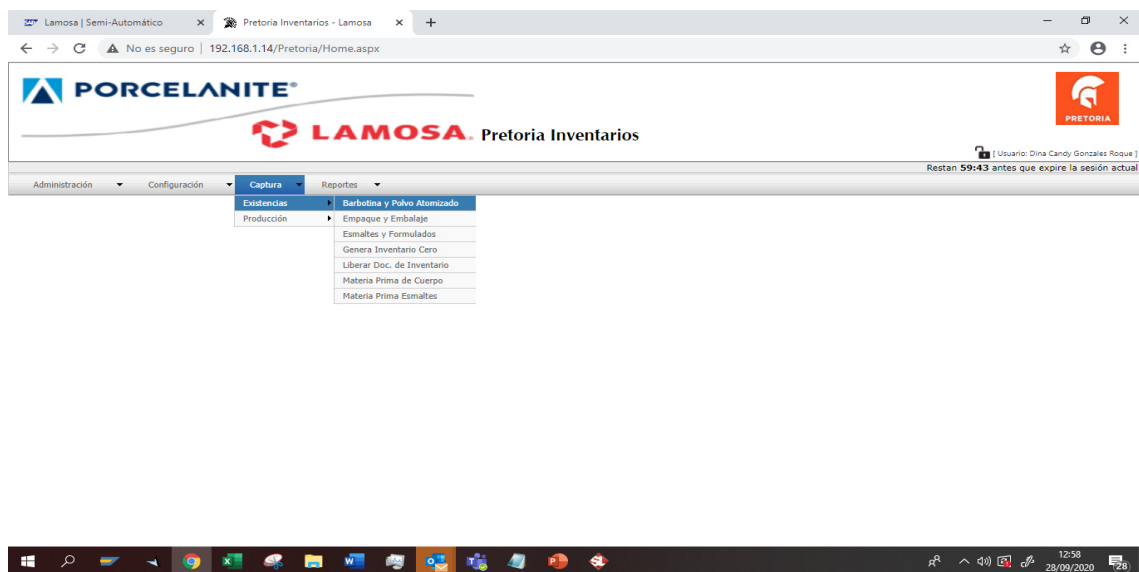 Lamosa | Semi-Automático
Pretoria Inventarios - Lamosa
No es seguro | 192.168.1.14/Pretoria/Home.aspx
PORCELANITE®
LAMOSA. Pretoria Inventarios
PRETORIA
[ Usuario: Dina Candy Gonzales Roque ]
Restan 59:43 antes que expire la sesión actual
Administración Configuración Captura Reportes
Existencias Barbotina y Polvo Atomizado
Producción Empaque y Embalaje
Esmaltes y Formulados
Genera Inventario Cero
Liberar Doc. de Inventario
Materia Prima de Cuerpo
Materia Prima Esmaltes
12:58
28/09/2020
28